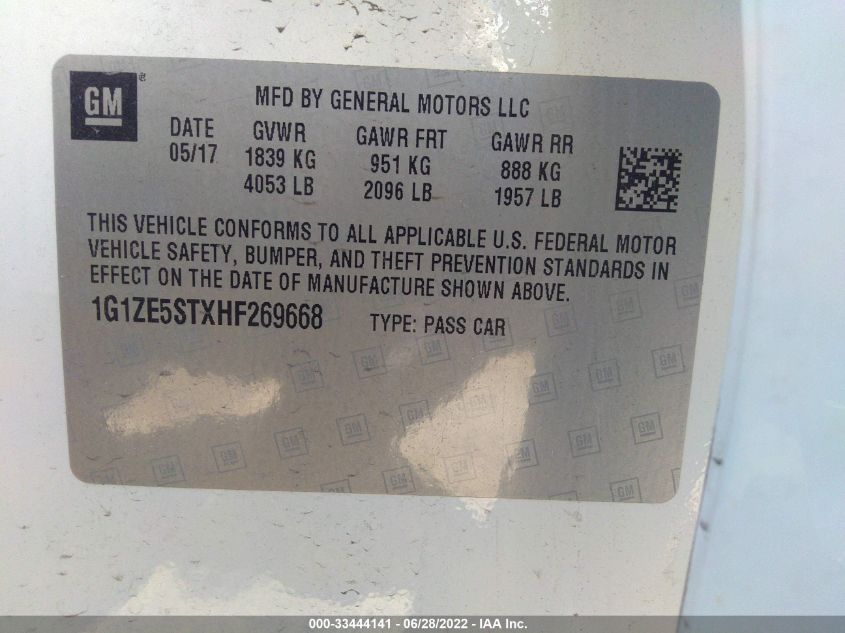 GM ®
MFD BY GENERAL MOTORS LLC
DATE GVWR GAWR FRT GAWR RR
05/17 1839 KG 951 KG 888 KG
4053 LB 2096 LB 1957 LB
THIS VEHICLE CONFORMS TO ALL APPLICABLE U.S. FEDERAL MOTOR
VEHICLE SAFETY, BUMPER, AND THEFT PREVENTION STANDARDS IN
EFFECT ON THE DATE OF MANUFACTURE SHOWN ABOVE.
1G1ZE5STXHF269668 TYPE: PASS CAR
000-33444141 - 06/28/2022 - IAA Inc.